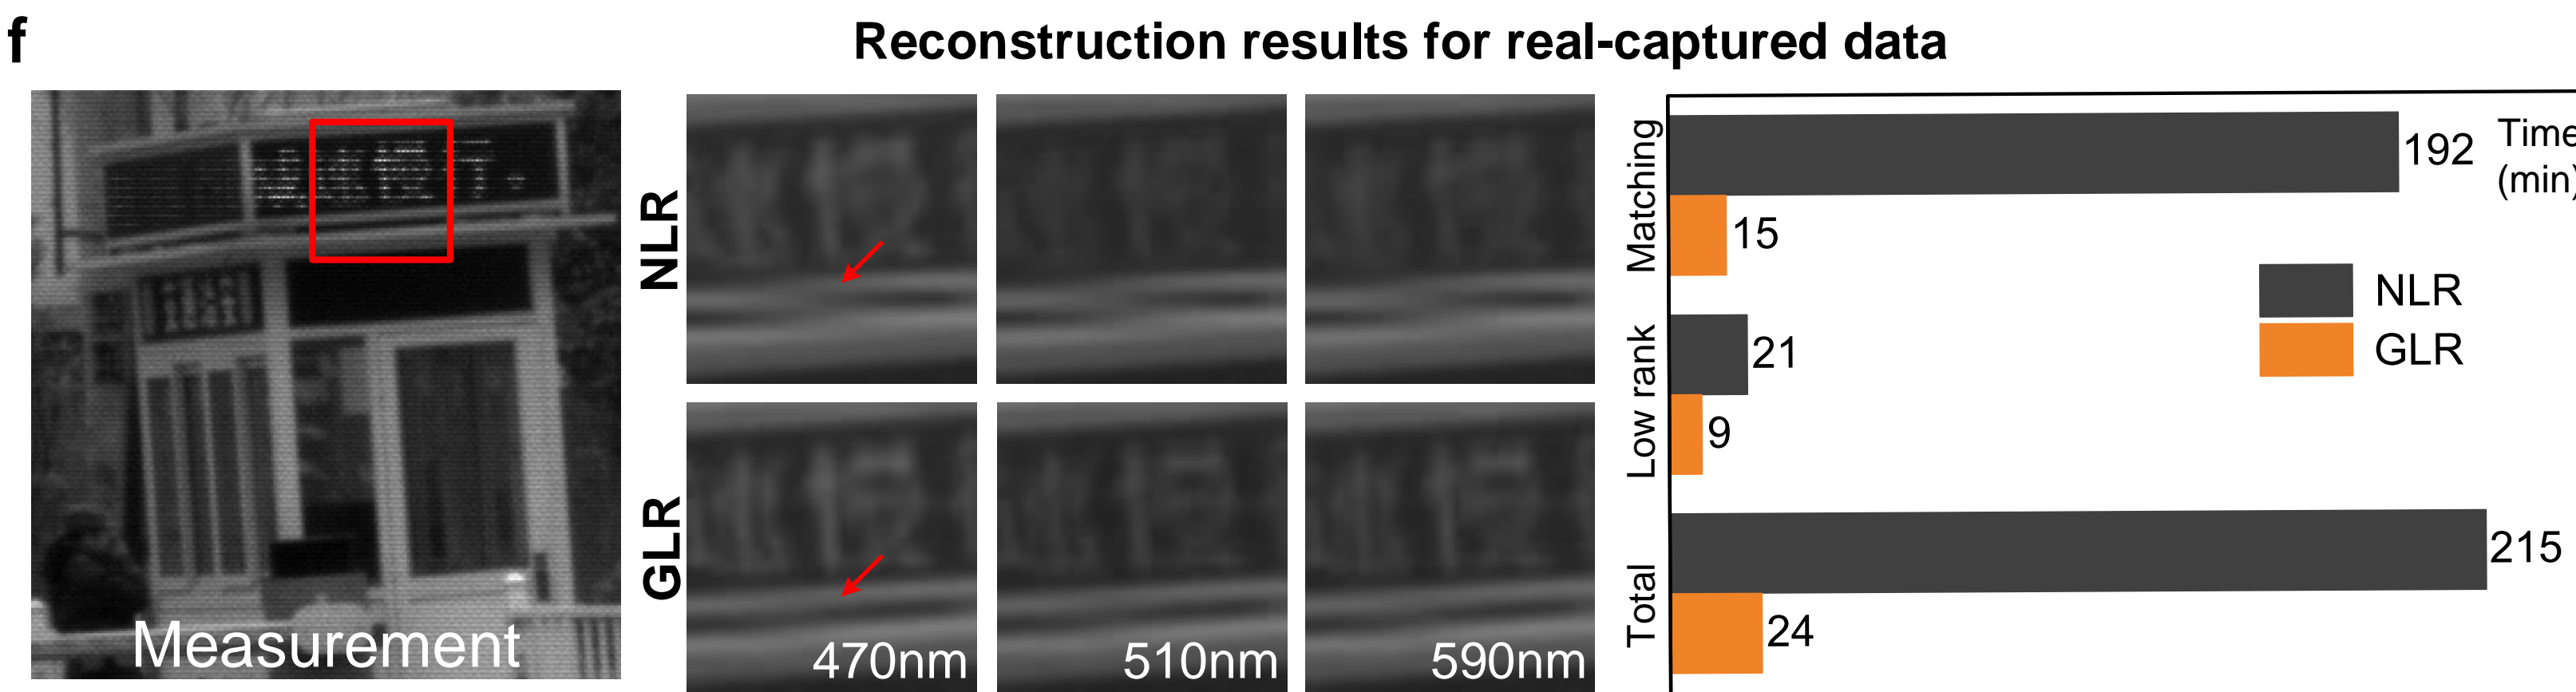 f
Reconstruction results for real-captured data
Measurement
NLR
GLR
470nm
510nm
590nm
Matching
Low rank
Total
192
15
21
9
215
24
Time
(min)
NLR
GLR